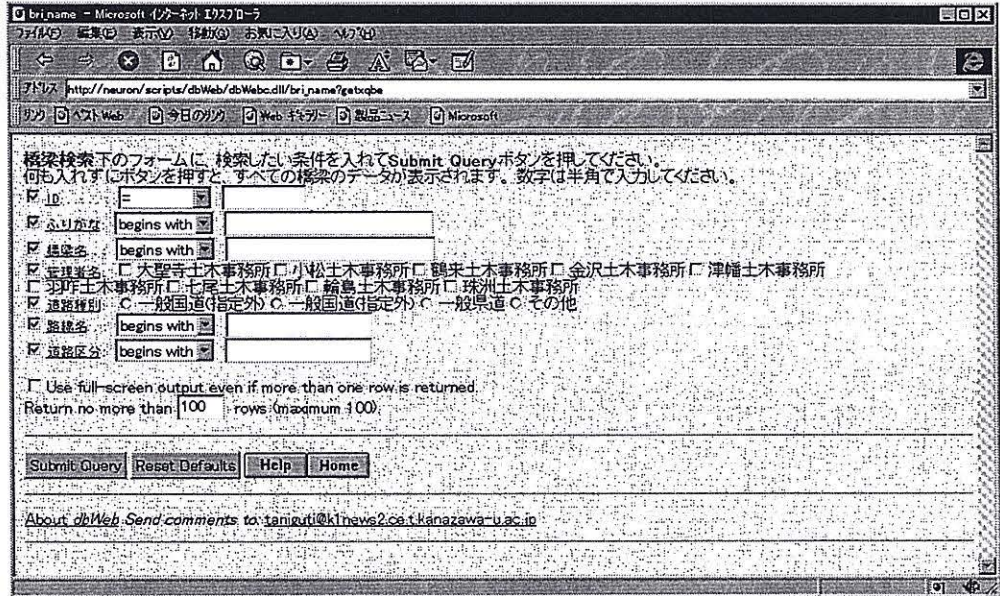 bri_name - Microsoft インターネット エクスプローラ
ファイル(F) 編集(E) 表示(V) 移動(G) お気に入り(A) ヘルプ(H)
アドレス http://neuron/scripts/dbWeb/dbWebc.dll/bri_name?getxqbe
リンク ベスト Web 今日のリンク Web ギャラリー 製品ニュース Microsoft
橋梁検索下のフォームに、検索したい条件を入れてSubmit Queryボタンを押してください。
何も入れずにボタンを押すと、すべての橋梁のデータが表示されます。数字は半角で入力してください。
ID: =
ふりがな: begins with
橋梁名: begins with
管理者名: 大聖寺土木事務所 小松土木事務所 鶴来土木事務所 金沢土木事務所 津幡土木事務所
羽咋土木事務所 七尾土木事務所 輪島土木事務所 珠洲土木事務所
道路種別: 一般国道(指定外) 一般国道(指定外) 一般県道 その他
路線名: begins with
道路区分: begins with
Use full-screen output even if more than one row is returned.
Return no more than 100 rows (maximum 100).
Submit Query Reset Defaults Help Home
About dbWeb Send comments to: taniguti@k1news2.ce.t.kanazawa-u.ac.jp